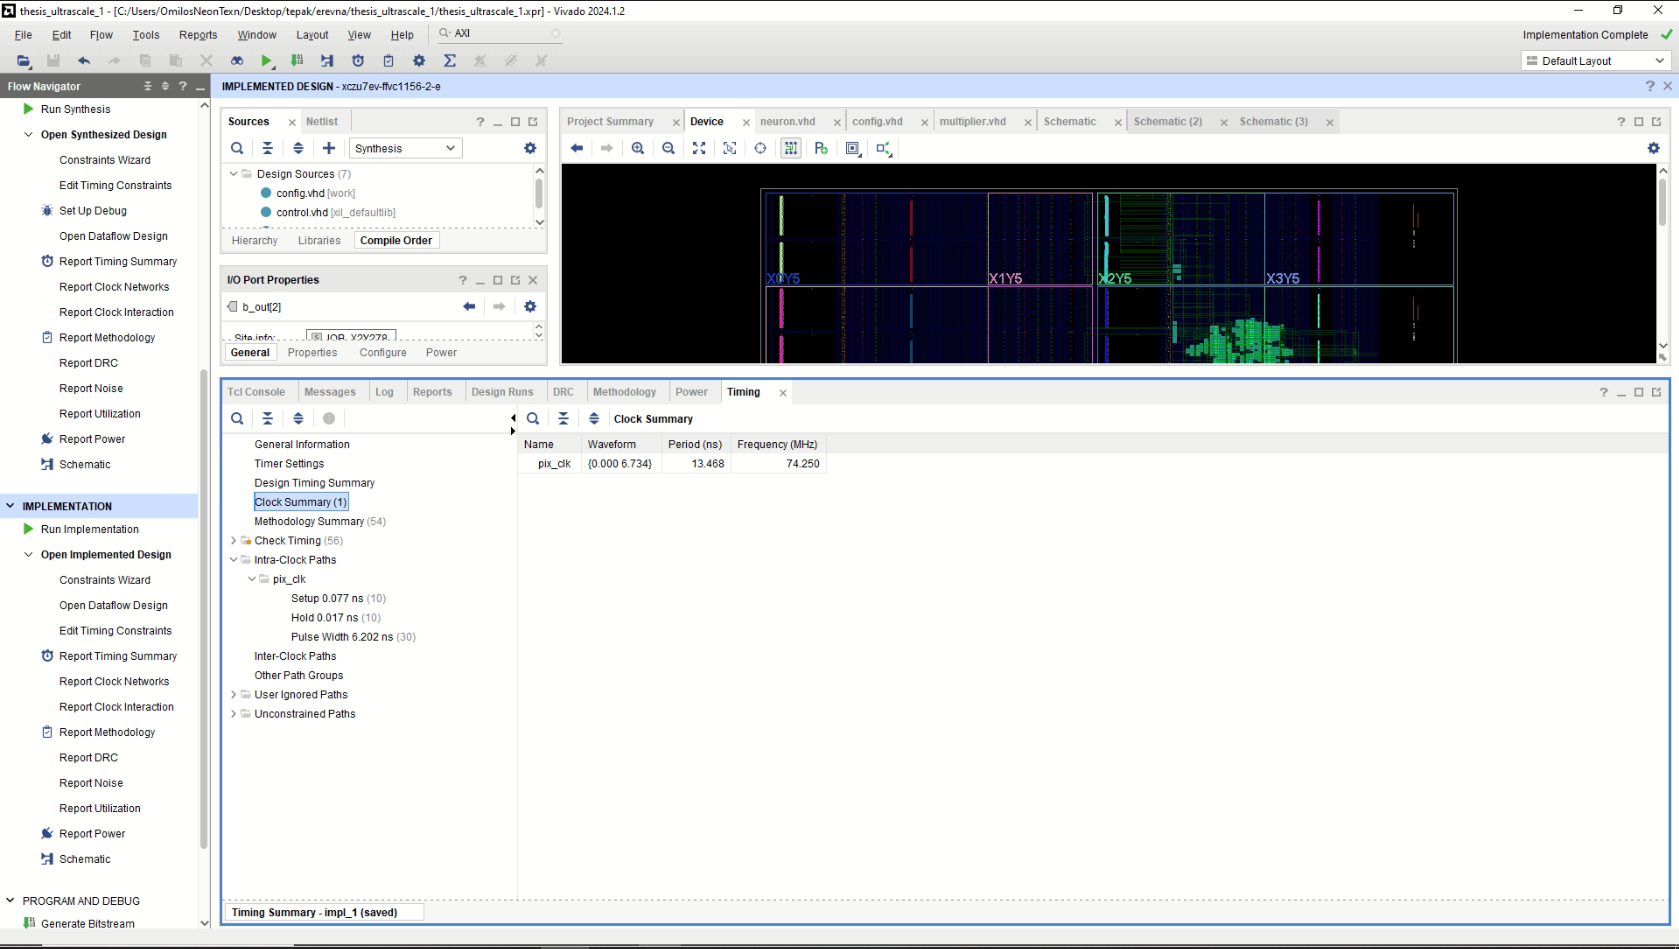 thesis_ultrascale_1 - [C:/Users/OmilosNeonTexn/Desktop/tepak/erevna/thesis_ultrascale_1/thesis_ultrascale_1.xpr] - Vivado 2024.1.2
File Edit Flow Tools Reports Window Layout View Help AXI
Implementation Complete
Default Layout
Flow Navigator
IMPLEMENTED DESIGN - xczu7ev-ffvc1156-2-e
Run Synthesis
Open Synthesized Design
Constraints Wizard
Edit Timing Constraints
Set Up Debug
Open Dataflow Design
Report Timing Summary
Report Clock Networks
Report Clock Interaction
Report Methodology
Report DRC
Report Noise
Report Utilization
Report Power
Schematic
IMPLEMENTATION
Run Implementation
Open Implemented Design
Constraints Wizard
Open Dataflow Design
Edit Timing Constraints
Report Timing Summary
Report Clock Networks
Report Clock Interaction
Report Methodology
Report DRC
Report Noise
Report Utilization
Report Power
Schematic
PROGRAM AND DEBUG
Generate Bitstream
Sources Netlist
Synthesis
Design Sources (7)
config.vhd [work]
control.vhd [xil_defaultlib]
Hierarchy Libraries Compile Order
I/O Port Properties
b_out[2]
Site info: IOB_X2Y278
General Properties Configure Power
Project Summary Device neuron.vhd config.vhd multiplier.vhd Schematic Schematic (2) Schematic (3)
X0Y5 X1Y5 X2Y5 X3Y5
Tcl Console Messages Log Reports Design Runs DRC Methodology Power Timing
General Information
Timer Settings
Design Timing Summary
Clock Summary (1)
Methodology Summary (54)
Check Timing (56)
Intra-Clock Paths
pix_clk
Setup 0.077 ns (10)
Hold 0.017 ns (10)
Pulse Width 6.202 ns (30)
Inter-Clock Paths
Other Path Groups
User Ignored Paths
Unconstrained Paths
Clock Summary
Name Waveform Period (ns) Frequency (MHz)
pix_clk {0.000 6.734} 13.468 74.250
Timing Summary - impl_1 (saved)